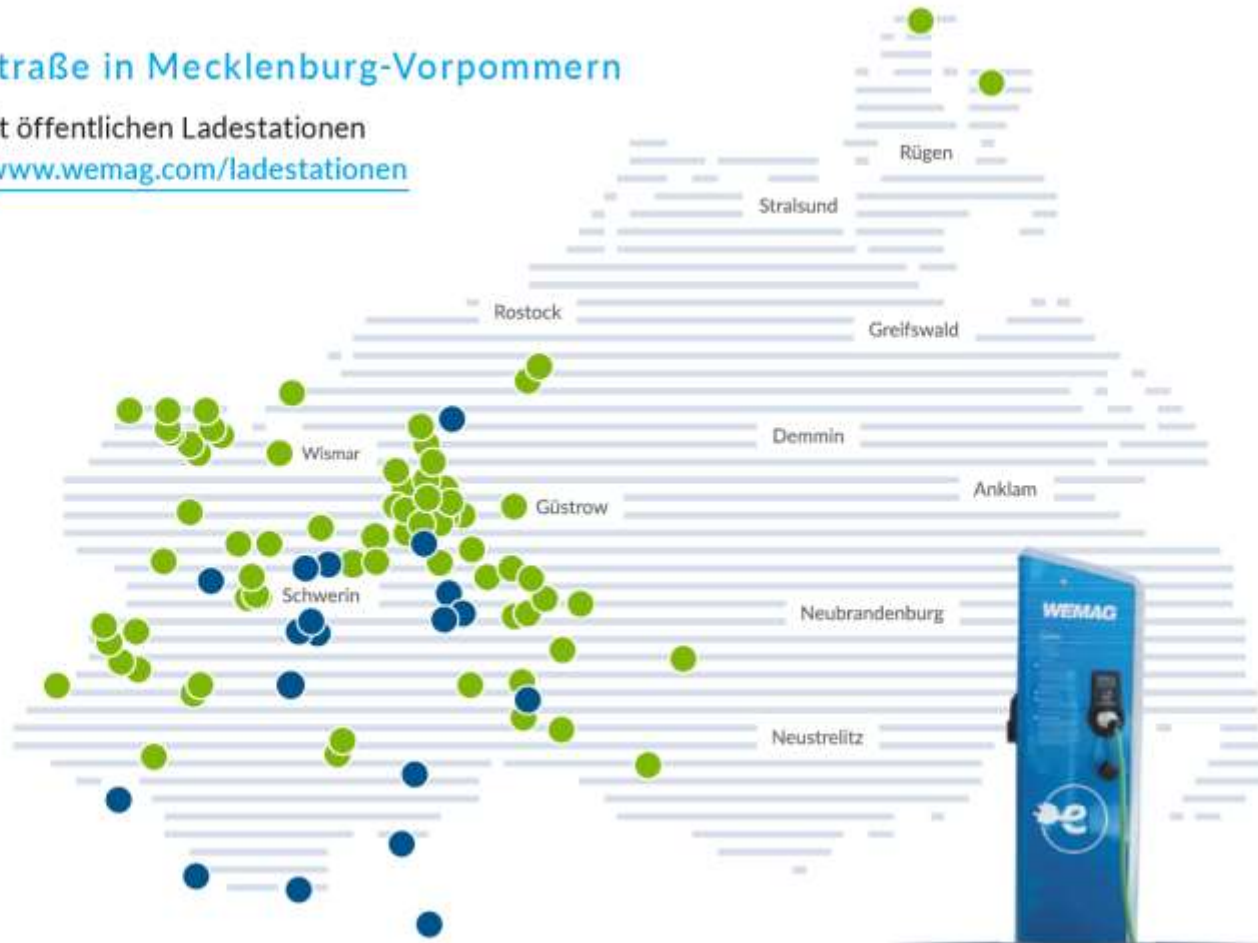 traße in Mecklenburg-Vorpommern
t öffentlichen Ladestationen
www.wemag.com/ladestationen
Rügen
Stralsund
Rostock
Greifswald
Demmin
Wismar
Anklam
Güstrow
Schwerin
Neubrandenburg
WEMAG
Neustrelitz
e